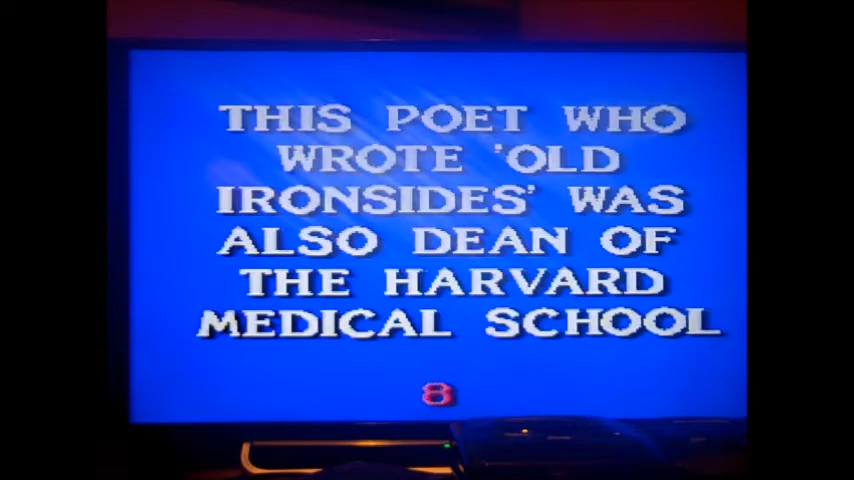 THIS POET WHO
WROTE 'OLD
IRONSIDES' WAS
ALSO DEAN OF
THE HARVARD
MEDICAL SCHOOL
8